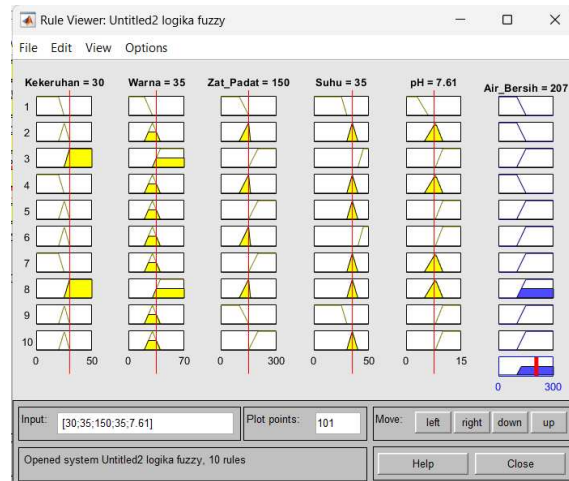 Rule Viewer: Untitled2 logika fuzzy
File Edit View Options
Kekeruhan = 30 Warna = 35 Zat_Padat = 150 Suhu = 35 pH = 7.61 Air_Bersih = 207
1
2
3
4
5
6
7
8
9
10
0 50 0 70 0 300 0 50 0 15
0 300
Input: [30;35;150;35;7.61] Plot points: 101 Move: left right down up
Opened system Untitled2 logika fuzzy, 10 rules Help Close